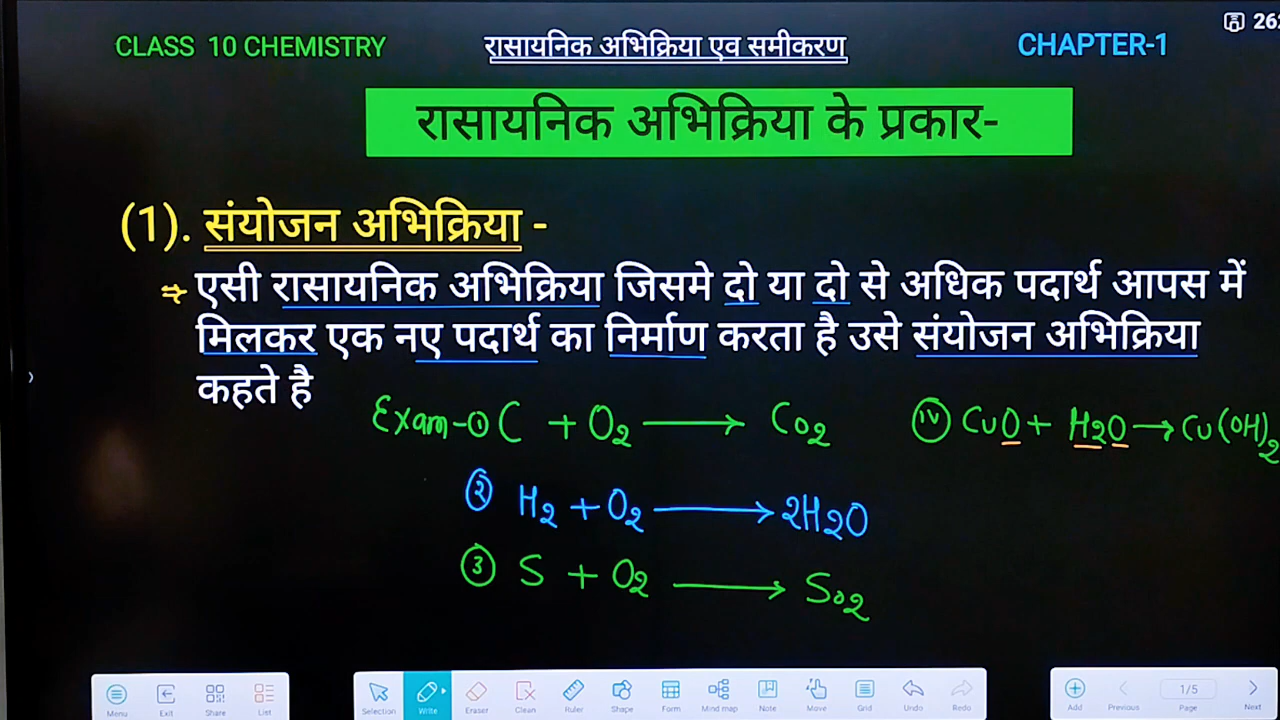 262
CLASS 10 CHEMISTRY
रासायनिक अभिक्रिया एव समीकरण
CHAPTER-1
रासायनिक अभिक्रिया के प्रकार-
(1). संयोजन अभिक्रिया -
⇒ एसी रासायनिक अभिक्रिया जिसमे दो या दो से अधिक पदार्थ आपस में
मिलकर एक नए पदार्थ का निर्माण करता है उसे संयोजन अभिक्रिया
कहते है
Exam-① C + O2 → CO2
(iv) CuO + H2O → Cu(OH)2
② H2 + O2 → 2H2O
③ S + O2 → SO2
Menu Exit Share List Selection Write Eraser Clean Ruler Shape Form Mind map Note Move Grid Undo Redo Add Previous 1/5 Page Next